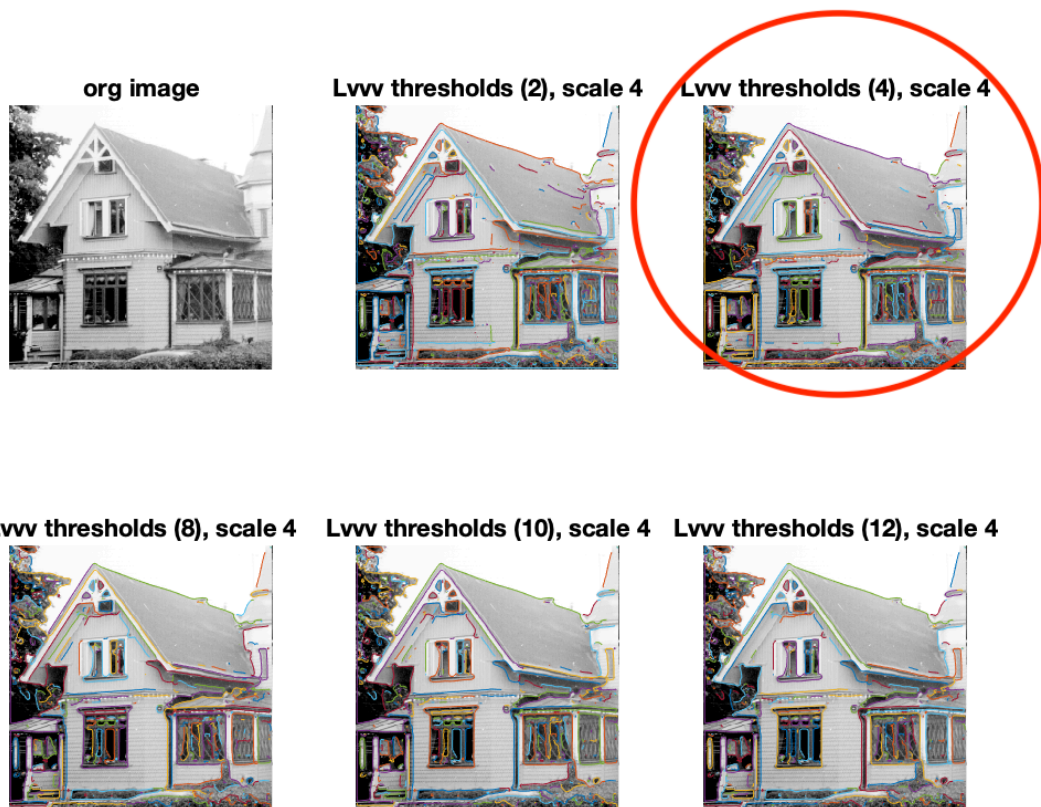 org image
Lvvv thresholds (2), scale 4
Lvvv thresholds (4), scale 4
vvv thresholds (8), scale 4
Lvvv thresholds (10), scale 4
Lvvv thresholds (12), scale 4